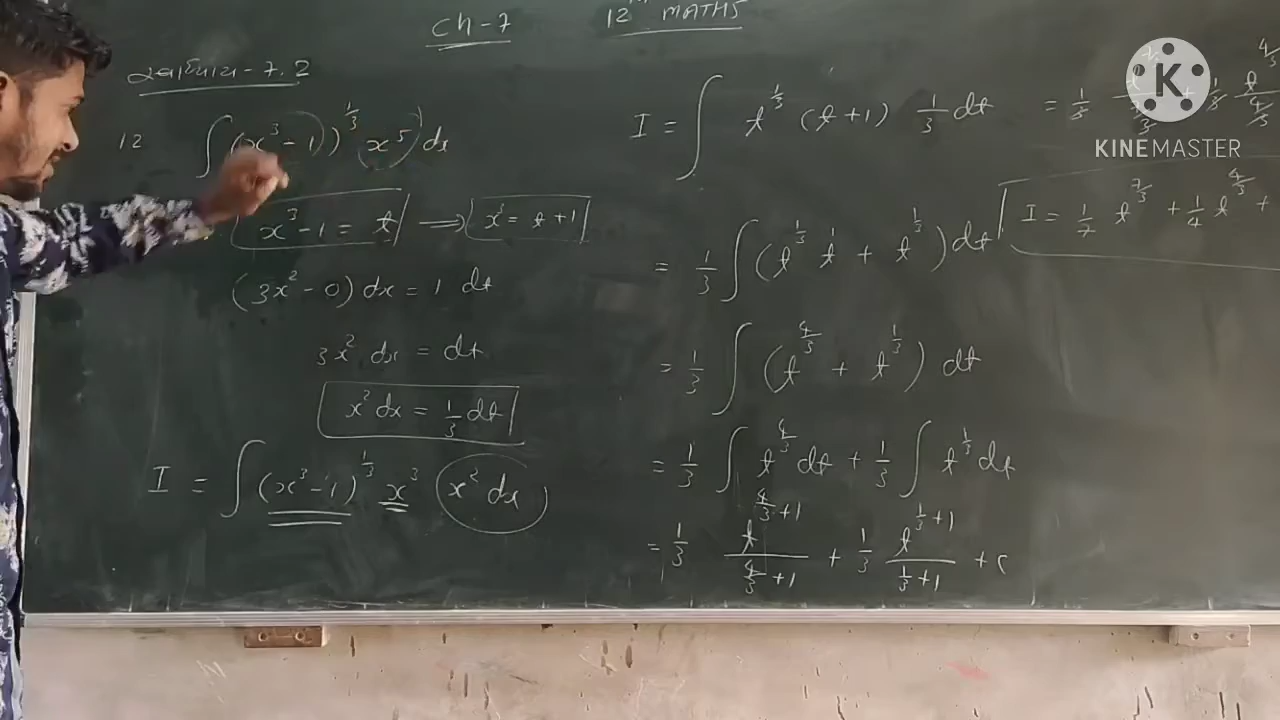 Ch-7
12th MATHS
સ્વાધ્યાય-7.2
12 ∫(x³-1)^{1/3} x⁵ dx
x³-1 = t ⟹ x³ = t+1
(3x²-0) dx = 1 dt
3x² dx = dt
x² dx = 1/3 dt
I = ∫(x³-1)^{1/3} x³ x² dx
I = ∫ t^{1/3} (t+1) 1/3 dt
= 1/3 ∫(t^{1/3} t¹ + t^{1/3}) dt
= 1/3 ∫ (t^{4/3} + t^{1/3}) dt
= 1/3 ∫ t^{4/3} dt + 1/3 ∫ t^{1/3} dt
= 1/3 t^{4/3+1}/(4/3+1) + 1/3 t^{1/3+1}/(1/3+1) + c
I = 1/7 t^{7/3} + 1/4 t^{4/3} +
K
KINEMASTER